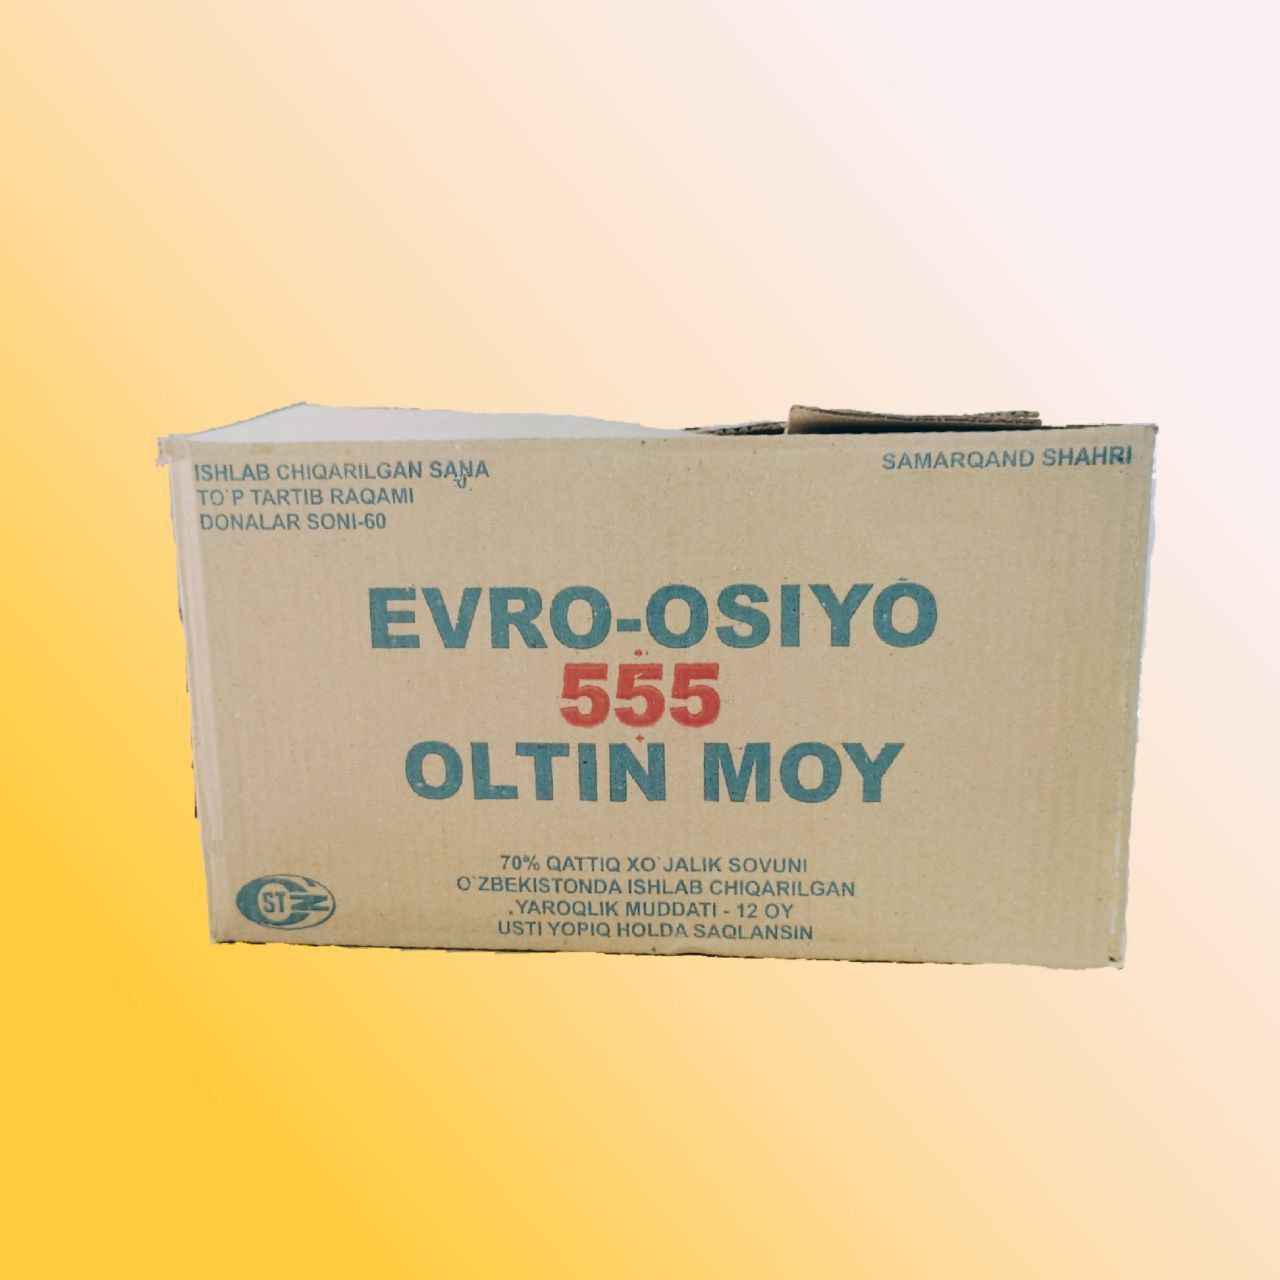 ISHLAB CHIQARILGAN SANA
TO`P TARTIB RAQAMI
DONALAR SONI-60
SAMARQAND SHAHRI
EVRO-OSIYO
555
OLTIN MOY
70% QATTIQ XO`JALIK SOVUNI
O`ZBEKISTONDA ISHLAB CHIQARILGAN
.YAROQLIK MUDDATI - 12 OY
USTI YOPIQ HOLDA SAQLANSIN
ST